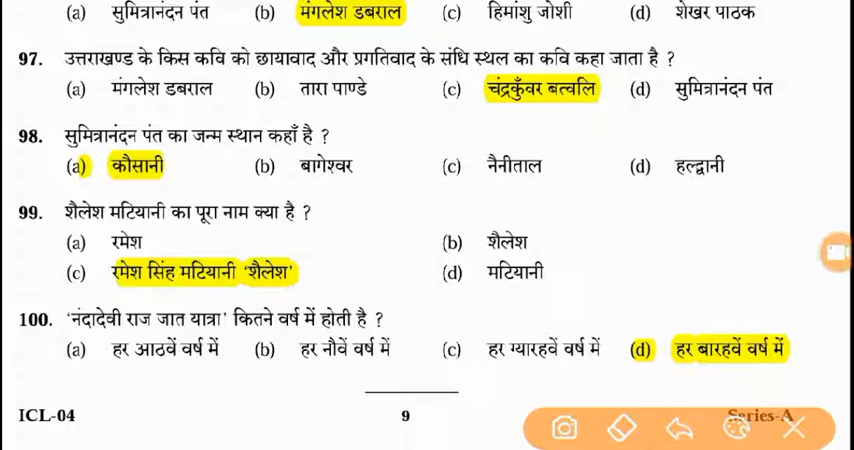 (a) सुमित्रानंदन पंत (b) मंगलेश डबराल (c) हिमांशु जोशी (d) शेखर पाठक
97. उत्तराखण्ड के किस कवि को छायावाद और प्रगतिवाद के संधि स्थल का कवि कहा जाता है ?
(a) मंगलेश डबराल (b) तारा पाण्डे (c) चंद्रकुँवर बत्वलि (d) सुमित्रानंदन पंत
98. सुमित्रानंदन पंत का जन्म स्थान कहाँ है ?
(a) कौसानी (b) बागेश्वर (c) नैनीताल (d) हल्द्वानी
99. शैलेश मटियानी का पूरा नाम क्या है ?
(a) रमेश (b) शैलेश
(c) रमेश सिंह मटियानी ‘शैलेश’ (d) मटियानी
100. ‘नंदादेवी राज जात यात्रा’ कितने वर्ष में होती है ?
(a) हर आठवें वर्ष में (b) हर नौवें वर्ष में (c) हर ग्यारहवें वर्ष में (d) हर बारहवें वर्ष में
ICL-04 9 Series-A